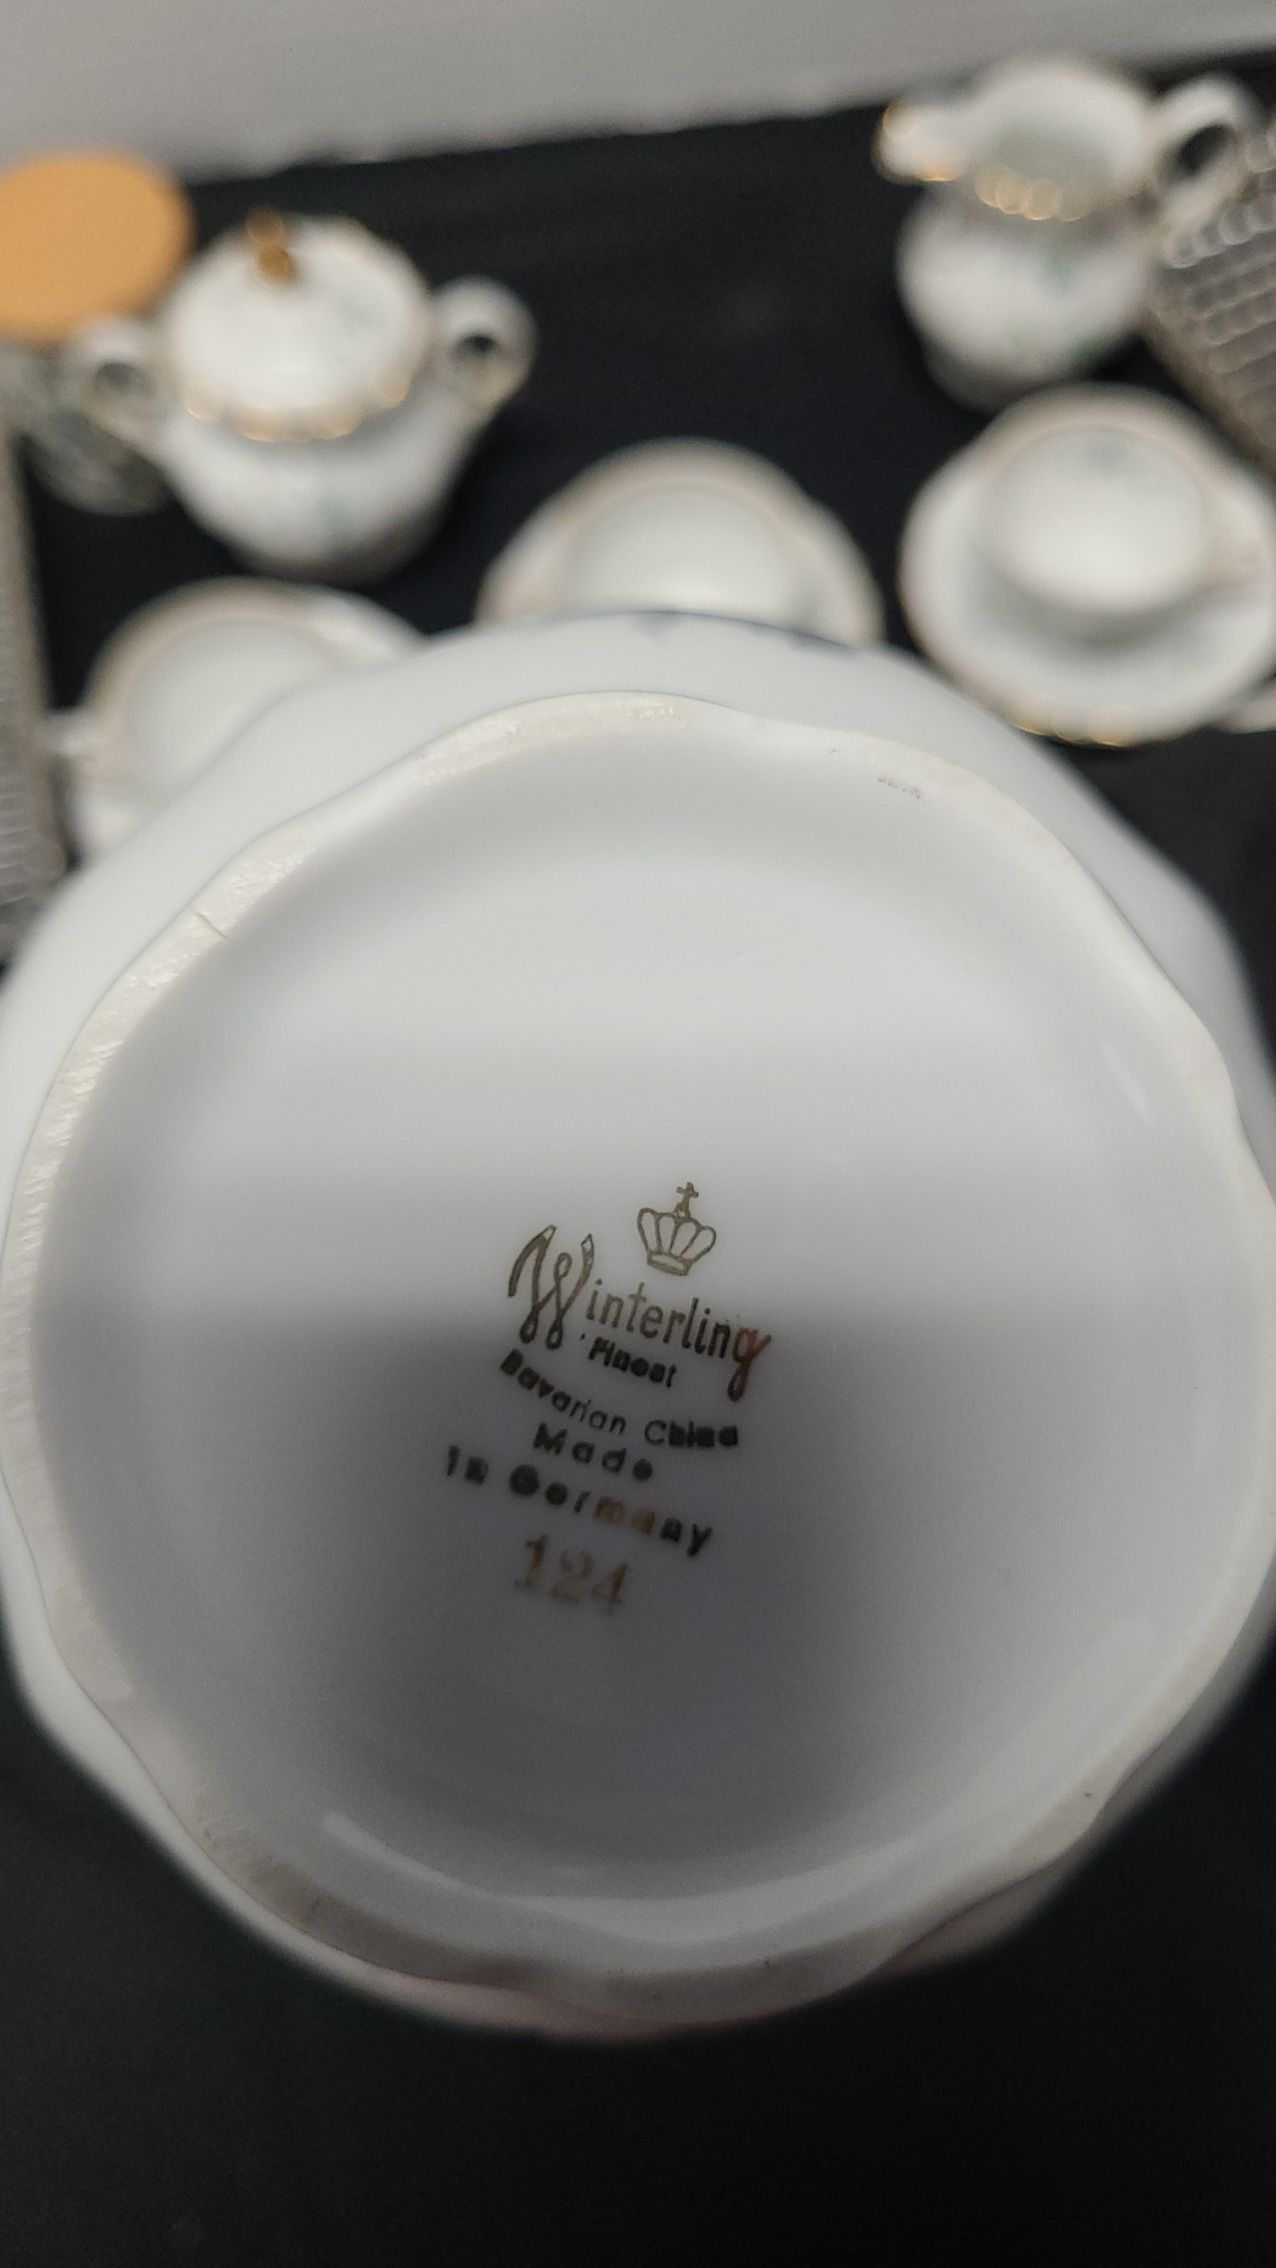 Winterling
Finest
Bavarian China
Made
In Germany
124